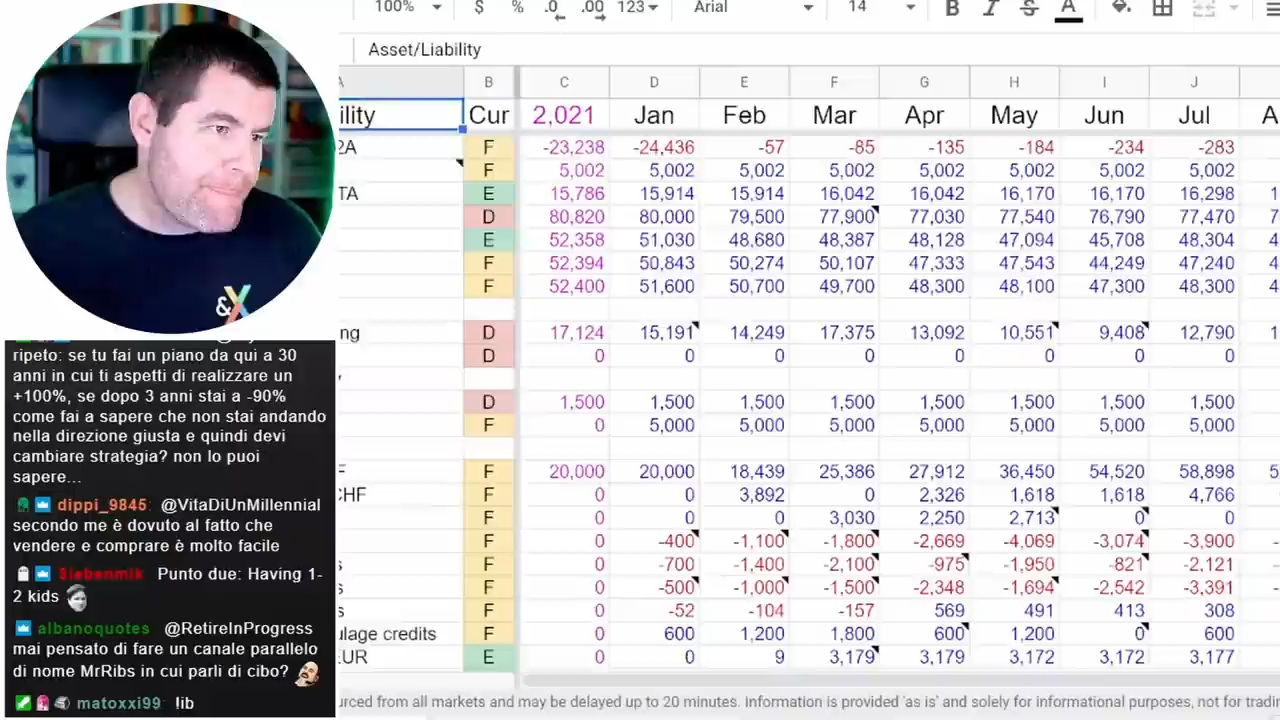 100% $ % .0 .00 123 Arial 14 B I S A
Asset/Liability
A B C D E F G H I J
ility Cur 2,021 Jan Feb Mar Apr May Jun Jul A
2A F -23,238 -24,436 -57 -85 -135 -184 -234 -283
F 5,002 5,002 5,002 5,002 5,002 5,002 5,002 5,002
TA E 15,786 15,914 15,914 16,042 16,042 16,170 16,170 16,298 1
D 80,820 80,000 79,500 77,900 77,030 77,540 76,790 77,470 7
E 52,358 51,030 48,680 48,387 48,128 47,094 45,708 48,304 4
F 52,394 50,843 50,274 50,107 47,333 47,543 44,249 47,240 4
F 52,400 51,600 50,700 49,700 48,300 48,100 47,300 48,300 4
ng D 17,124 15,191 14,249 17,375 13,092 10,551 9,408 12,790 1
D 0 0 0 0 0 0 0 0
y
D 1,500 1,500 1,500 1,500 1,500 1,500 1,500 1,500
F 0 5,000 5,000 5,000 5,000 5,000 5,000 5,000
F F 20,000 20,000 18,439 25,386 27,912 36,450 54,520 58,898 5
CHF F 0 0 3,892 0 2,326 1,618 1,618 4,766
F 0 0 0 3,030 2,250 2,713 0 0
F 0 -400 -1,100 -1,800 -2,669 -4,069 -3,074 -3,900 -
s F 0 -700 -1,400 -2,100 -975 -1,950 -821 -2,121 -
s F 0 -500 -1,000 -1,500 -2,348 -1,694 -2,542 -3,391 -
s F 0 -52 -104 -157 569 491 413 308
ulage credits F 0 600 1,200 1,800 600 1,200 0 600
EUR E 0 0 9 3,179 3,179 3,172 3,172 3,177
urced from all markets and may be delayed up to 20 minutes. Information is provided 'as is' and solely for informational purposes, not for tradi
&X
ripeto: se tu fai un piano da qui a 30
anni in cui ti aspetti di realizzare un
+100%, se dopo 3 anni stai a -90%
come fai a sapere che non stai andando
nella direzione giusta e quindi devi
cambiare strategia? non lo puoi
sapere...
dippi_9845: @VitaDiUnMillennial
secondo me è dovuto al fatto che
vendere e comprare è molto facile
Siebenmik: Punto due: Having 1-
2 kids
albanoquotes: @RetireInProgress
mai pensato di fare un canale parallelo
di nome MrRibs in cui parli di cibo?
matoxxi99: !lib